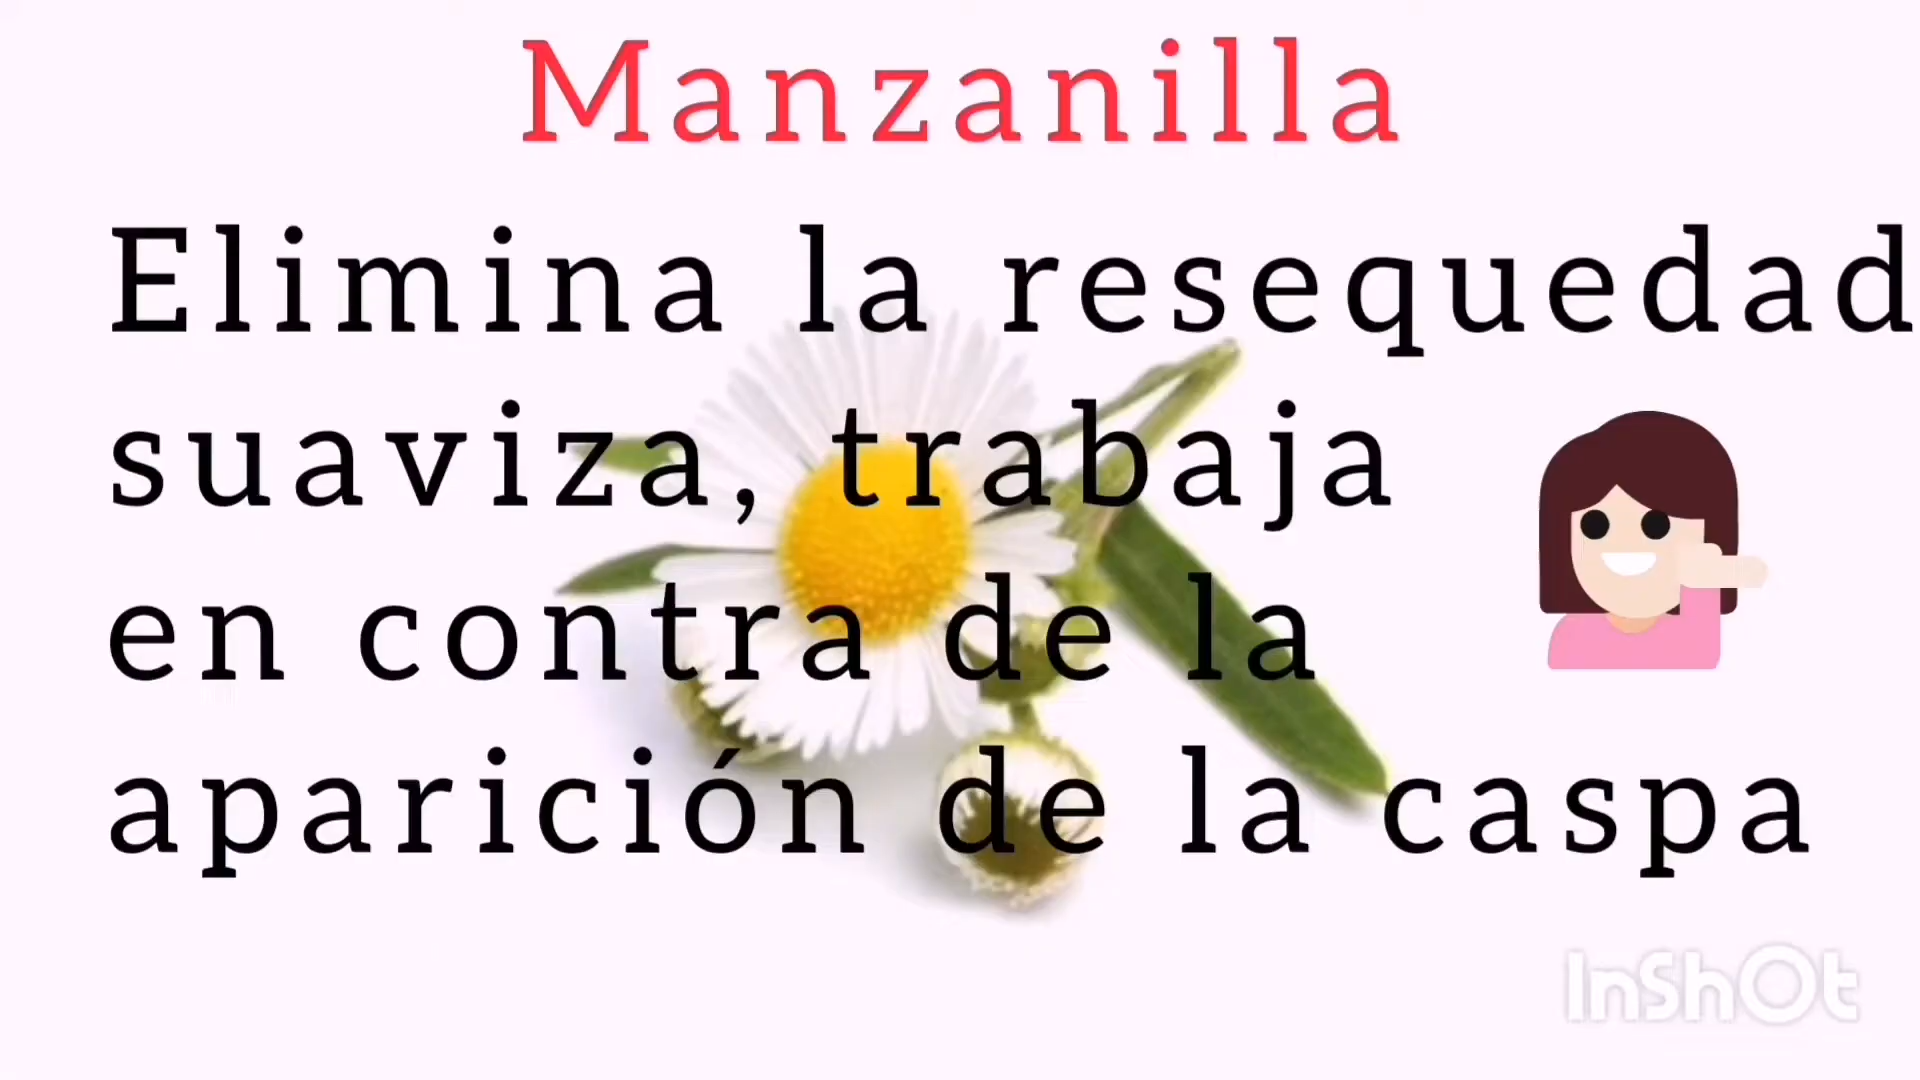 Manzanilla
Elimina la resequedad
suaviza, trabaja
en contra de la
aparición de la caspa
InShOt